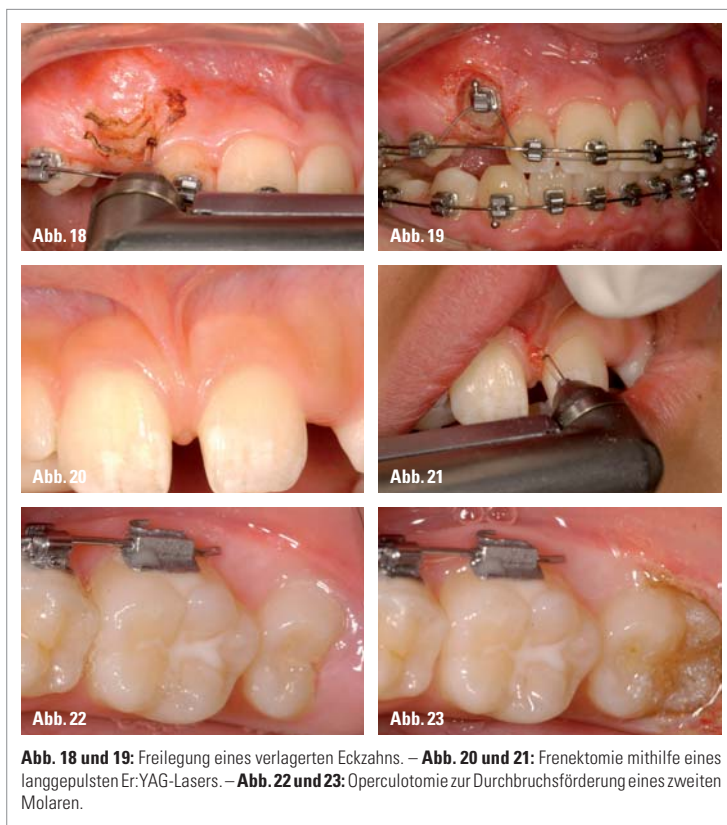 Abb. 18
Abb. 19
Abb. 20
Abb. 21
Abb. 22
Abb. 23
Abb. 18 und 19: Freilegung eines verlagerten Eckzahns. – Abb. 20 und 21: Frenektomie mithilfe eines
langgepulsten Er:YAG-Lasers. – Abb. 22 und 23: Operculotomie zur Durchbruchsförderung eines zweiten
Molaren.